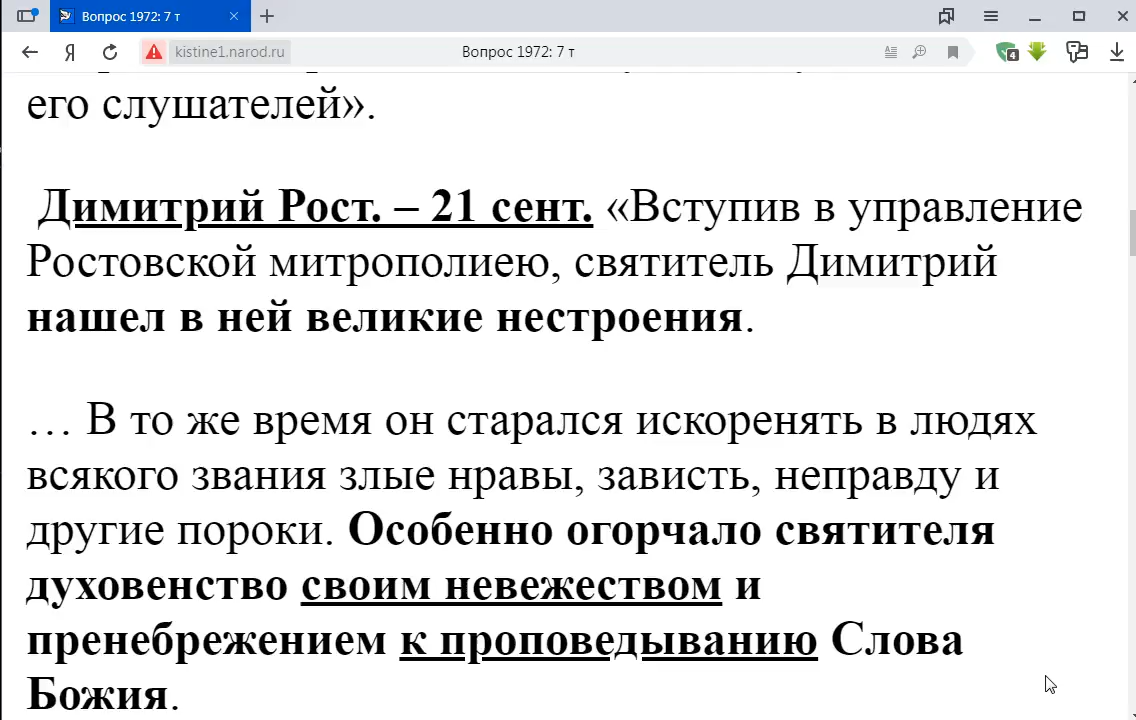 Вопрос 1972: 7 т
kistine1.narod.ru
Вопрос 1972: 7 т
4
его слушателей».
Димитрий Рост. – 21 сент. «Вступив в управление
Ростовской митрополиею, святитель Димитрий
нашел в ней великие нестроения.
… В то же время он старался искоренять в людях
всякого звания злые нравы, зависть, неправду и
другие пороки. Особенно огорчало святителя
духовенство своим невежеством и
пренебрежением к проповедыванию Слова
Божия.